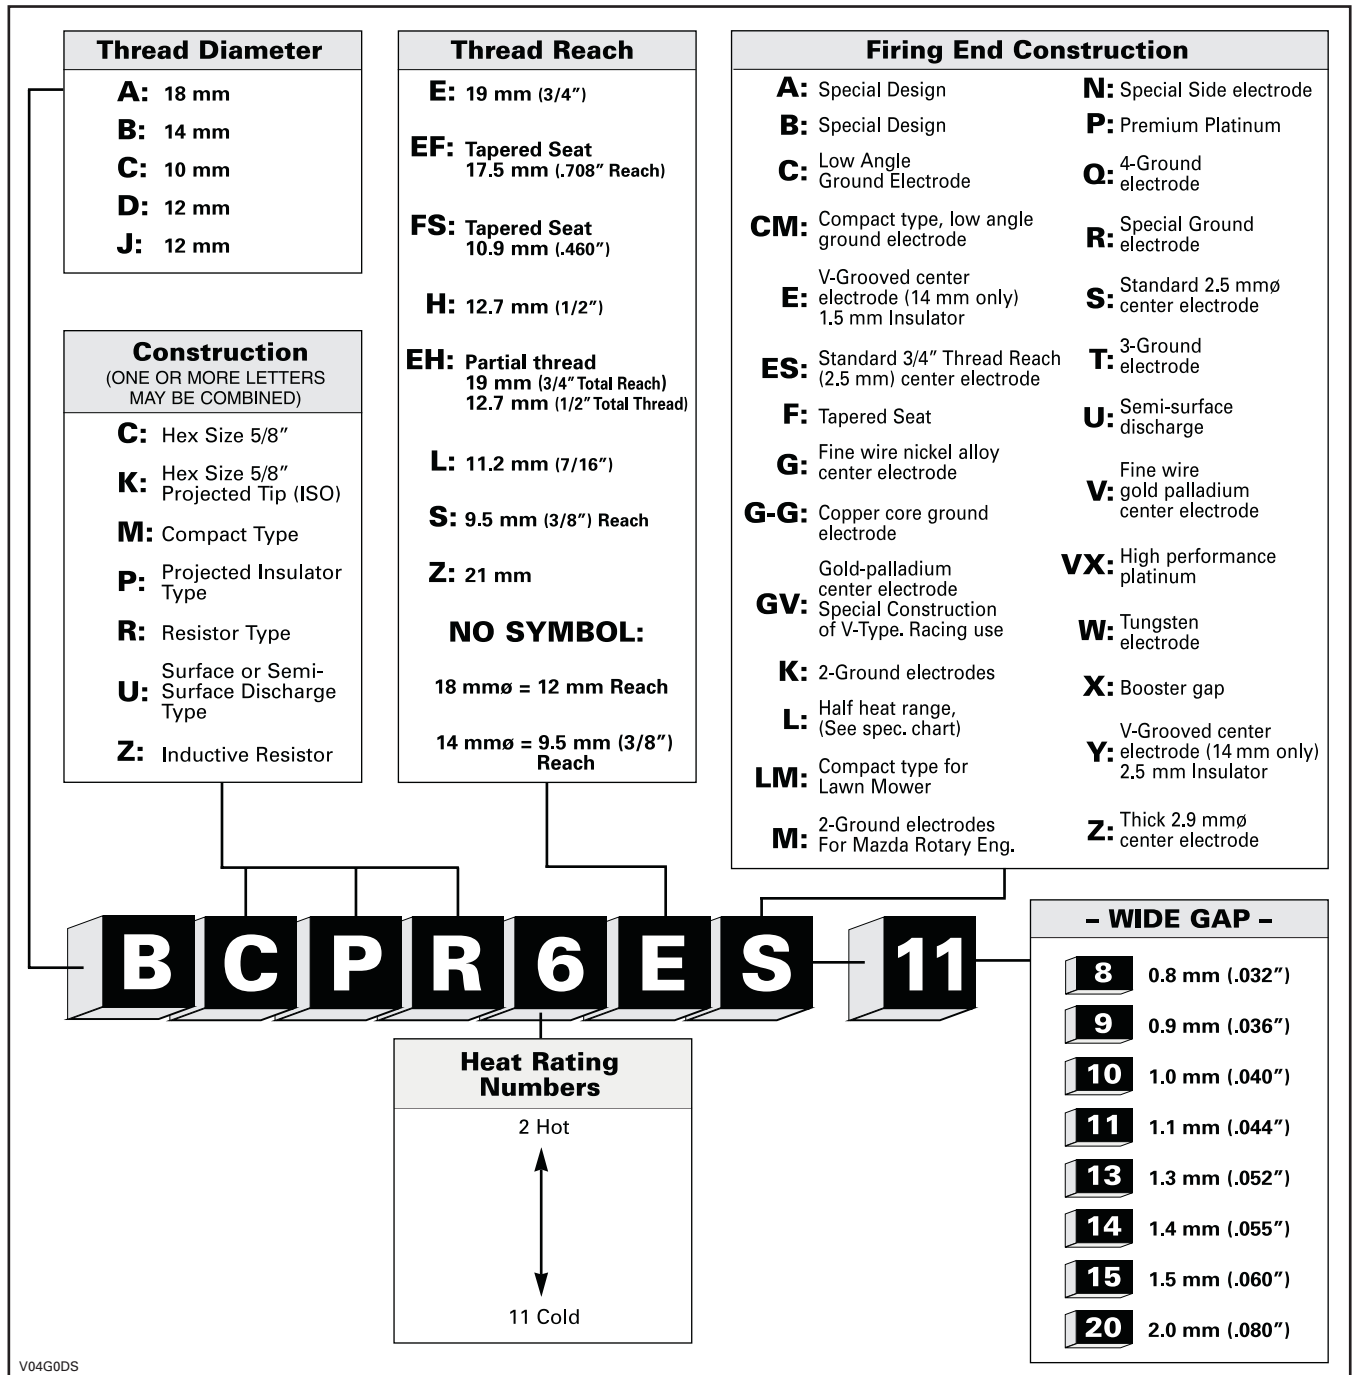 Thread Diameter
A: 18 mm
B: 14 mm
C: 10 mm
D: 12 mm
J: 12 mm
Construction
(ONE OR MORE LETTERS
MAY BE COMBINED)
C: Hex Size 5/8"
K: Hex Size 5/8"
Projected Tip (ISO)
M: Compact Type
P: Projected Insulator
Type
R: Resistor Type
U: Surface or Semi-
Surface Discharge
Type
Z: Inductive Resistor
Thread Reach
E: 19 mm (3/4")
EF: Tapered Seat
17.5 mm (.708" Reach)
FS: Tapered Seat
10.9 mm (.460")
H: 12.7 mm (1/2")
EH: Partial thread
19 mm (3/4" Total Reach)
12.7 mm (1/2" Total Thread)
L: 11.2 mm (7/16")
S: 9.5 mm (3/8") Reach
Z: 21 mm
NO SYMBOL:
18 mmø = 12 mm Reach
14 mmø = 9.5 mm (3/8")
Reach
Firing End Construction
A: Special Design
B: Special Design
C: Low Angle
Ground Electrode
CM: Compact type, low angle
ground electrode
E: V-Grooved center
electrode (14 mm only)
1.5 mm Insulator
ES: Standard 3/4" Thread Reach
(2.5 mm) center electrode
F: Tapered Seat
G: Fine wire nickel alloy
center electrode
G-G: Copper core ground
electrode
GV: Gold-palladium
center electrode
Special Construction
of V-Type. Racing use
K: 2-Ground electrodes
L: Half heat range,
(See spec. chart)
LM: Compact type for
Lawn Mower
M: 2-Ground electrodes
For Mazda Rotary Eng.
N: Special Side electrode
P: Premium Platinum
Q: 4-Ground
electrode
R: Special Ground
electrode
S: Standard 2.5 mmø
center electrode
T: 3-Ground
electrode
U: Semi-surface
discharge
V: Fine wire
gold palladium
center electrode
VX: High performance
platinum
W: Tungsten
electrode
X: Booster gap
Y: V-Grooved center
electrode (14 mm only)
2.5 mm Insulator
Z: Thick 2.9 mmø
center electrode
B C P R 6 E S 11
Heat Rating
Numbers
2 Hot
11 Cold
– WIDE GAP –
8 0.8 mm (.032")
9 0.9 mm (.036")
10 1.0 mm (.040")
11 1.1 mm (.044")
13 1.3 mm (.052")
14 1.4 mm (.055")
15 1.5 mm (.060")
20 2.0 mm (.080")
V04G0DS